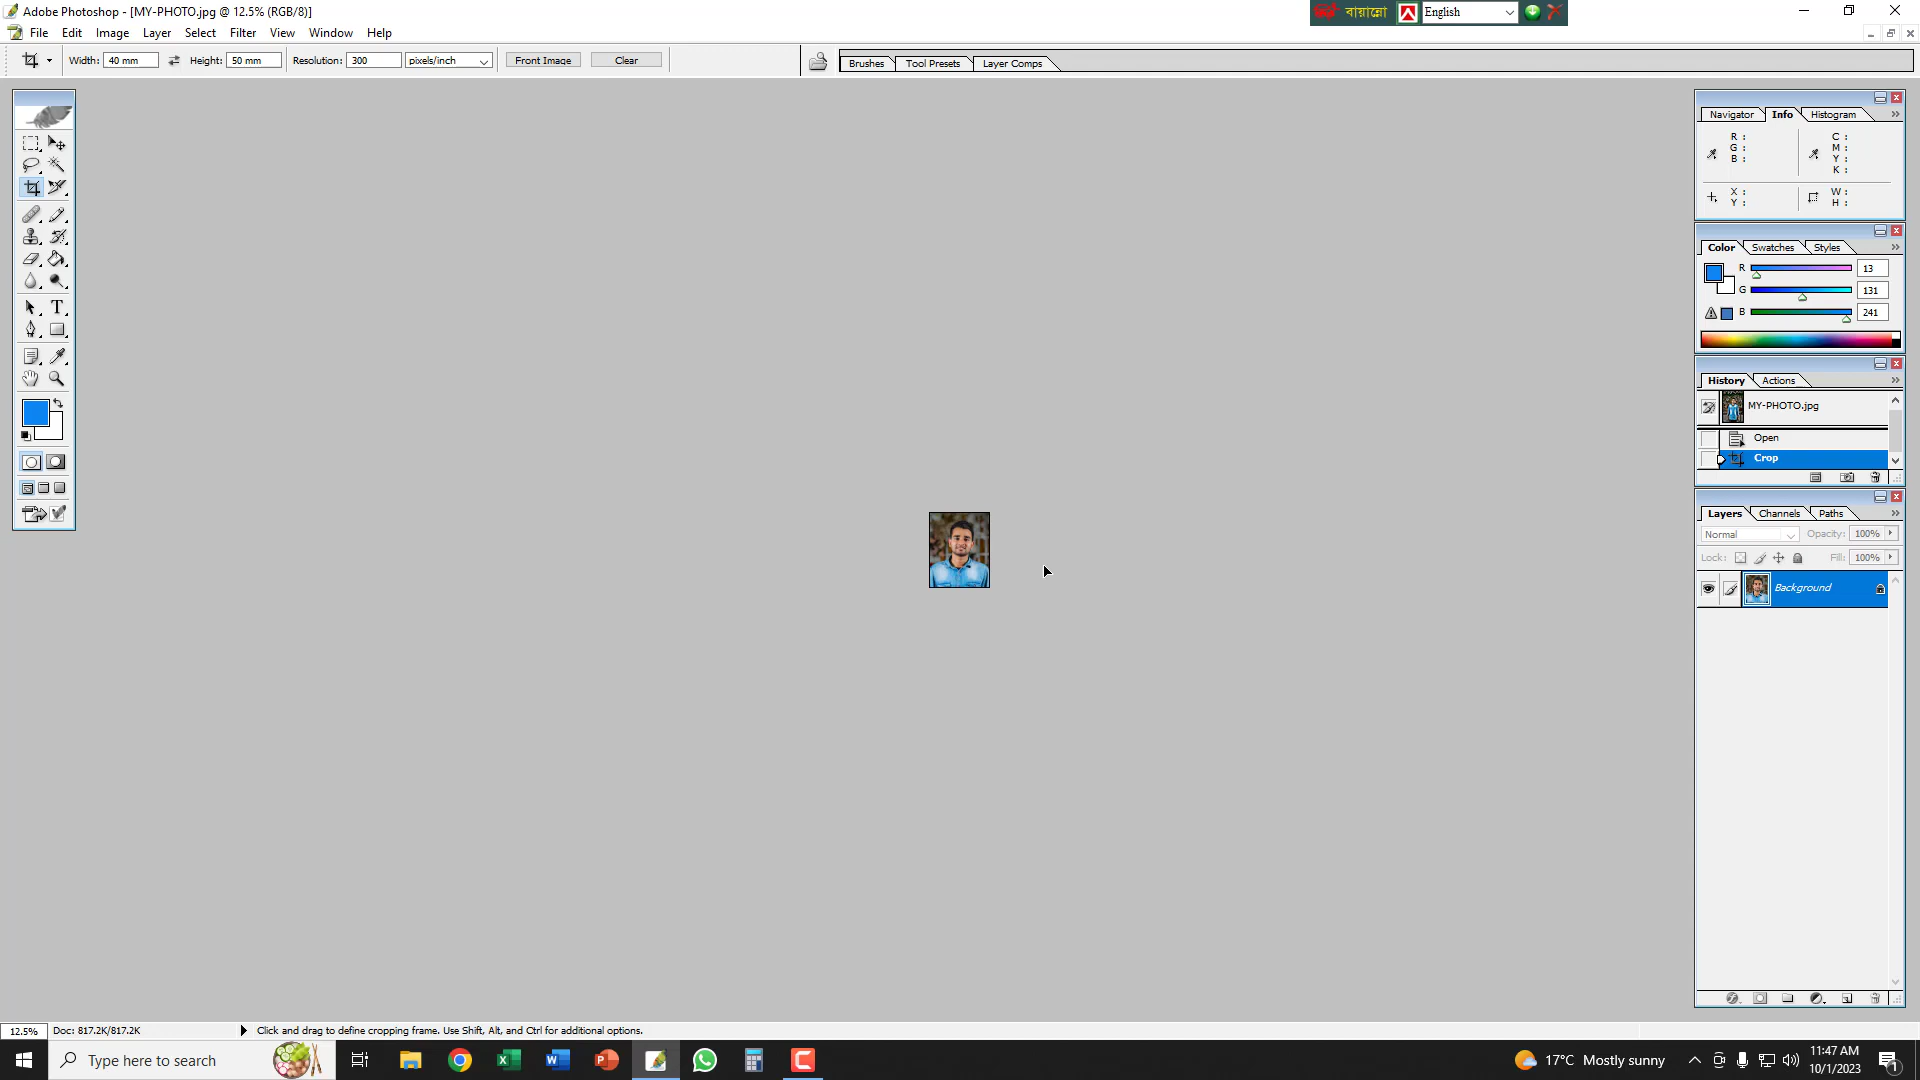 Adobe Photoshop - [MY-PHOTO.jpg @ 12.5% (RGB/8)]
বায়ান্নো
English
File Edit Image Layer Select Filter View Window Help
Width: 40 mm Height: 50 mm Resolution: 300 pixels/inch Front Image Clear
Brushes Tool Presets Layer Comps
Navigator Info Histogram
R : C :
G : M :
B : Y :
K :
X : W :
Y : H :
Color Swatches Styles
R 13
G 131
B 241
History Actions
MY-PHOTO.jpg
Open
Crop
Layers Channels Paths
Normal Opacity: 100%
Lock: Fill: 100%
Background
12.5% Doc: 817.2K/817.2K Click and drag to define cropping frame. Use Shift, Alt, and Ctrl for additional options.
Type here to search
17°C Mostly sunny
11:47 AM
10/1/2023
1